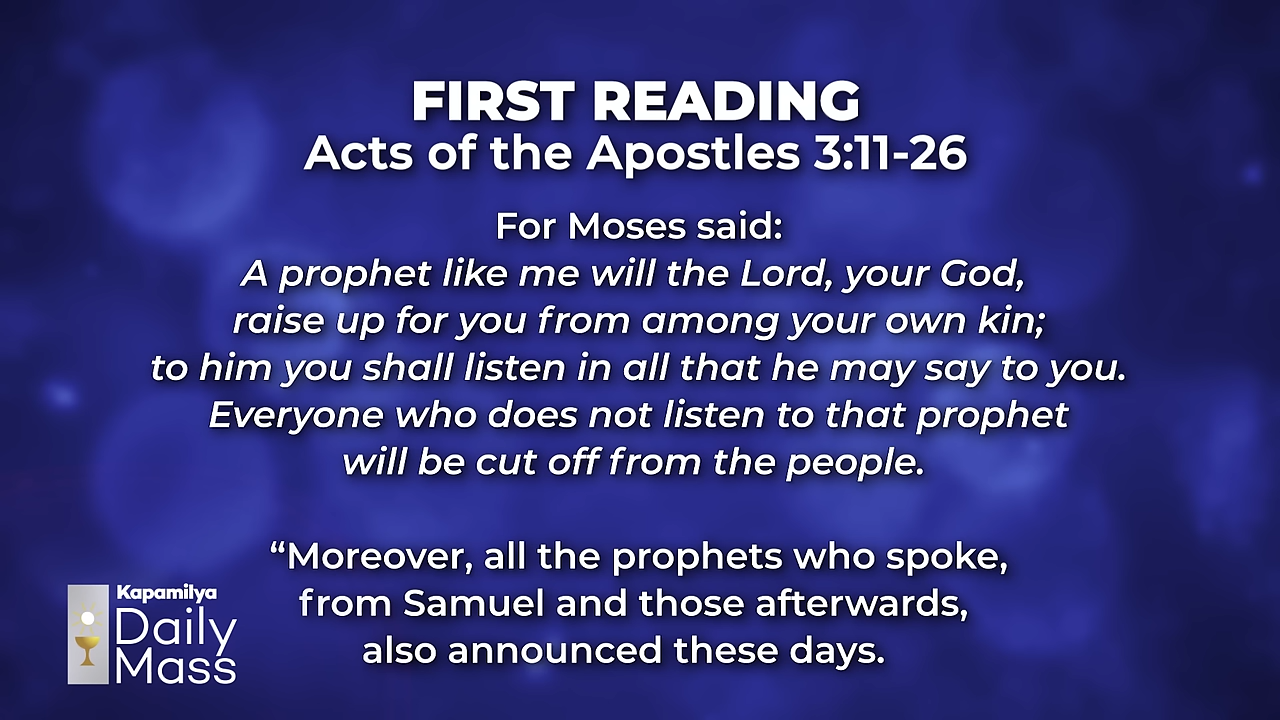 FIRST READING
Acts of the Apostles 3:11-26
For Moses said:
A prophet like me will the Lord, your God,
raise up for you from among your own kin;
to him you shall listen in all that he may say to you.
Everyone who does not listen to that prophet
will be cut off from the people.
“Moreover, all the prophets who spoke,
from Samuel and those afterwards,
also announced these days.
Kapamilya
Daily
Mass